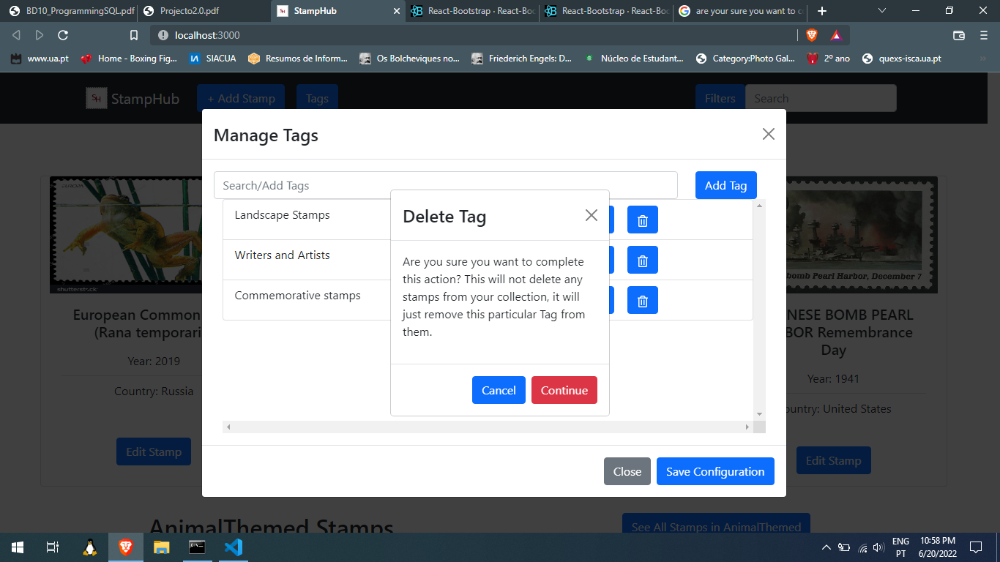 BD10_ProgrammingSQL.pdf
Projecto2.0.pdf
StampHub
React-Bootstrap · React-Boo
React-Bootstrap · React-Boo
are your sure you want to c
localhost:3000
www.ua.pt
Home - Boxing Fig...
SIACUA
Resumos de Inform...
Os Bolcheviques no...
Friederich Engels: D...
Núcleo de Estudant...
Category:Photo Gal...
2º ano
quexs-isca.ua.pt
SH StampHub
+ Add Stamp
Tags
Filters
Search
Manage Tags
Search/Add Tags
Add Tag
Landscape Stamps
Writers and Artists
Commemorative stamps
Delete Tag
Are you sure you want to complete
this action? This will not delete any
stamps from your collection, it will
just remove this particular Tag from
them.
Cancel
Continue
Close
Save Configuration
EUROPA
shutterstock
European Common
(Rana temporari
Year: 2019
Country: Russia
Edit Stamp
bomb Pearl Harbor, December 7
NESE BOMB PEARL
BOR Remembrance
Day
Year: 1941
ountry: United States
Edit Stamp
AnimalThemed Stamps
See All Stamps in AnimalThemed
ENG
PT
10:58 PM
6/20/2022